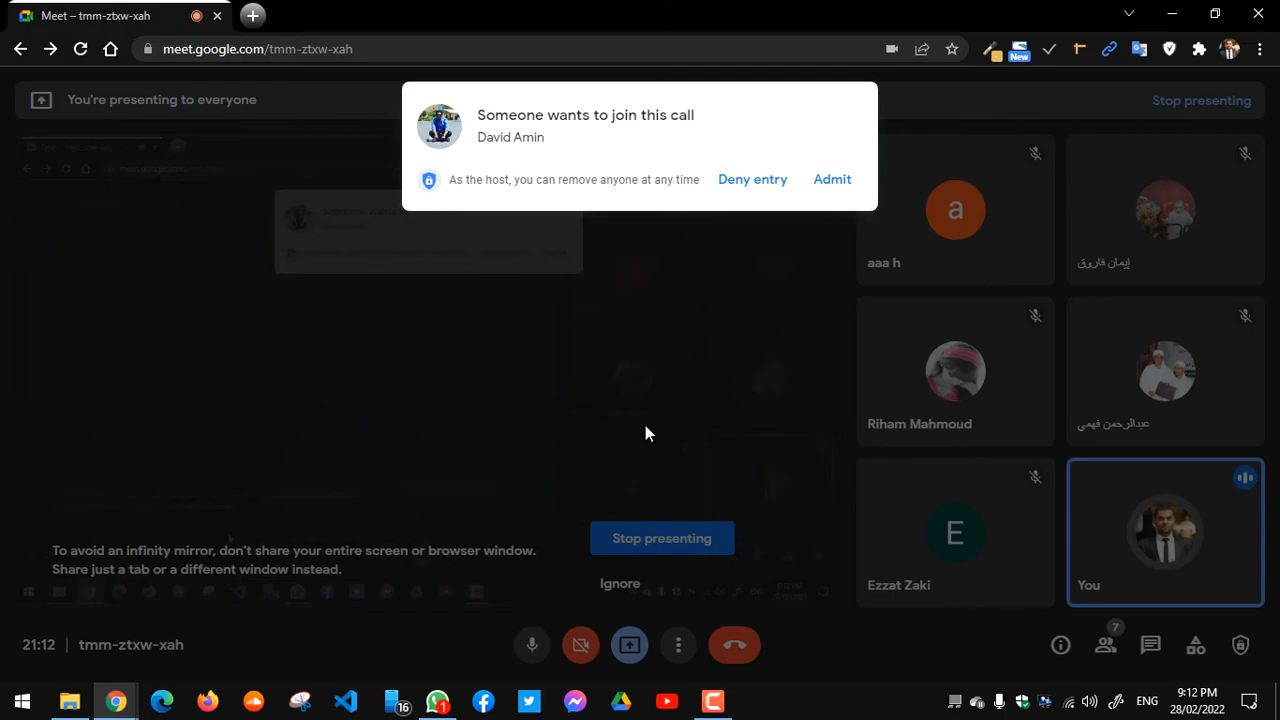 Meet – tmm-ztxw-xah
meet.google.com/tmm-ztxw-xah
New
You're presenting to everyone
Stop presenting
Someone wants to join this call
David Amin
As the host, you can remove anyone at any time
Deny entry
Admit
a
aaa h
إيمان فاروق
Riham Mahmoud
عبدالرحمن فهمي
E
Ezzat Zaki
You
To avoid an infinity mirror, don't share your entire screen or browser window.
Share just a tab or a different window instead.
Stop presenting
Ignore
21:12 | tmm-ztxw-xah
7
16
1
ENG
9:12 PM
28/02/2022